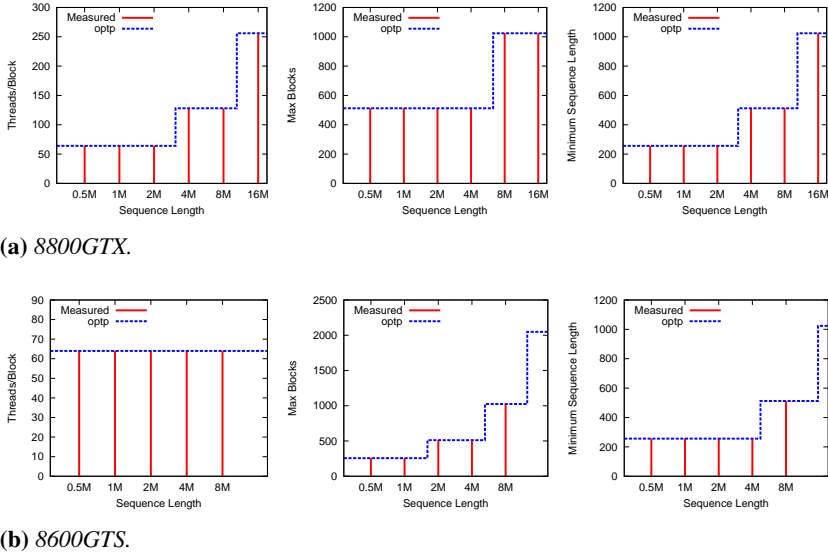 300
250
200
150
100
50
0
Threads/Block
Measured
optp
0.5M 1M 2M 4M 8M 16M
Sequence Length
1200
1000
800
600
400
200
0
Max Blocks
Measured
optp
0.5M 1M 2M 4M 8M 16M
Sequence Length
1200
1000
800
600
400
200
0
Minimum Sequence Length
Measured
optp
0.5M 1M 2M 4M 8M 16M
Sequence Length
(a) 8800GTX.
90
80
70
60
50
40
30
20
10
0
Threads/Block
Measured
optp
0.5M 1M 2M 4M 8M
Sequence Length
2500
2000
1500
1000
500
0
Max Blocks
Measured
optp
0.5M 1M 2M 4M 8M
Sequence Length
1200
1000
800
600
400
200
0
Minimum Sequence Length
Measured
optp
0.5M 1M 2M 4M 8M
Sequence Length
(b) 8600GTS.